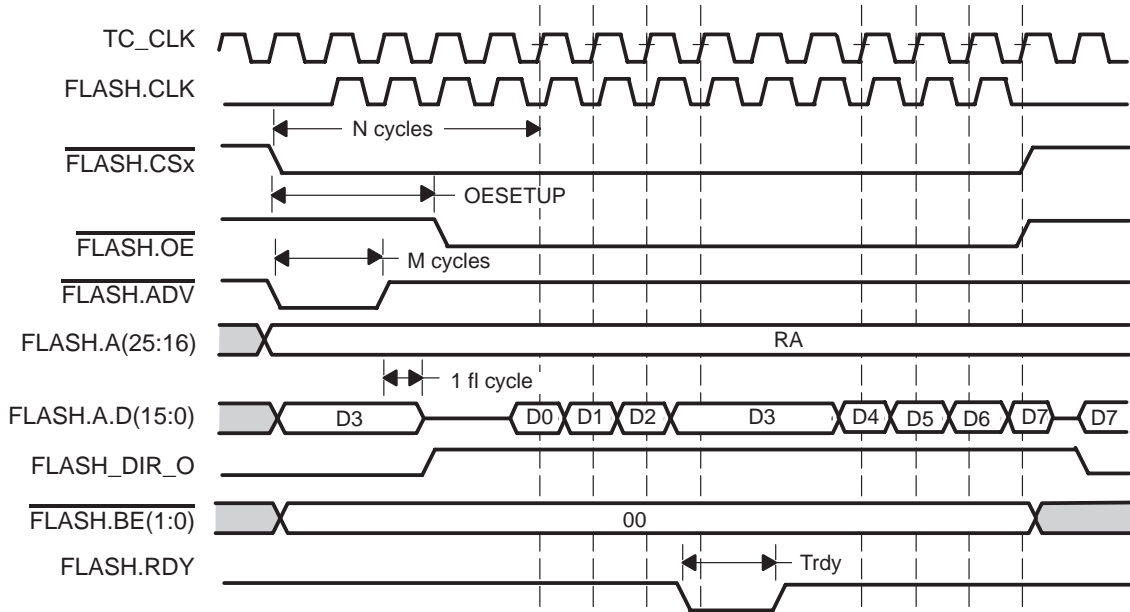 TC_CLK
FLASH.CLK
N cycles
FLASH.CSx
OESETUP
FLASH.OE
M cycles
FLASH.ADV
FLASH.A(25:16)
RA
1 fl cycle
FLASH.A.D(15:0)
D3 D0 D1 D2 D3 D4 D5 D6 D7 D7
FLASH_DIR_O
FLASH.BE(1:0)
00
FLASH.RDY
Trdy